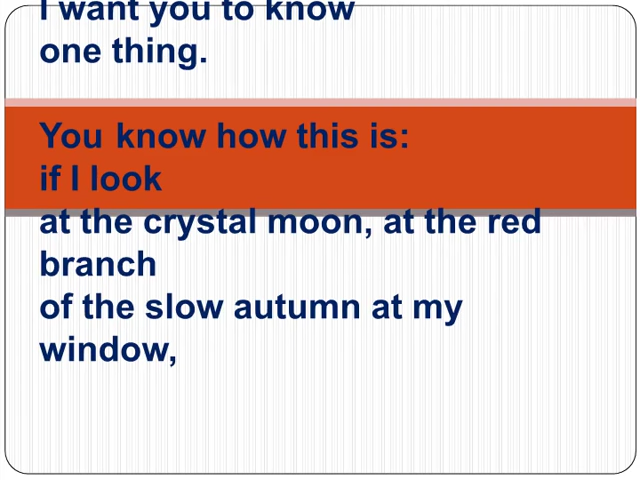 I want you to know
one thing.
You know how this is:
if I look
at the crystal moon, at the red
branch
of the slow autumn at my
window,